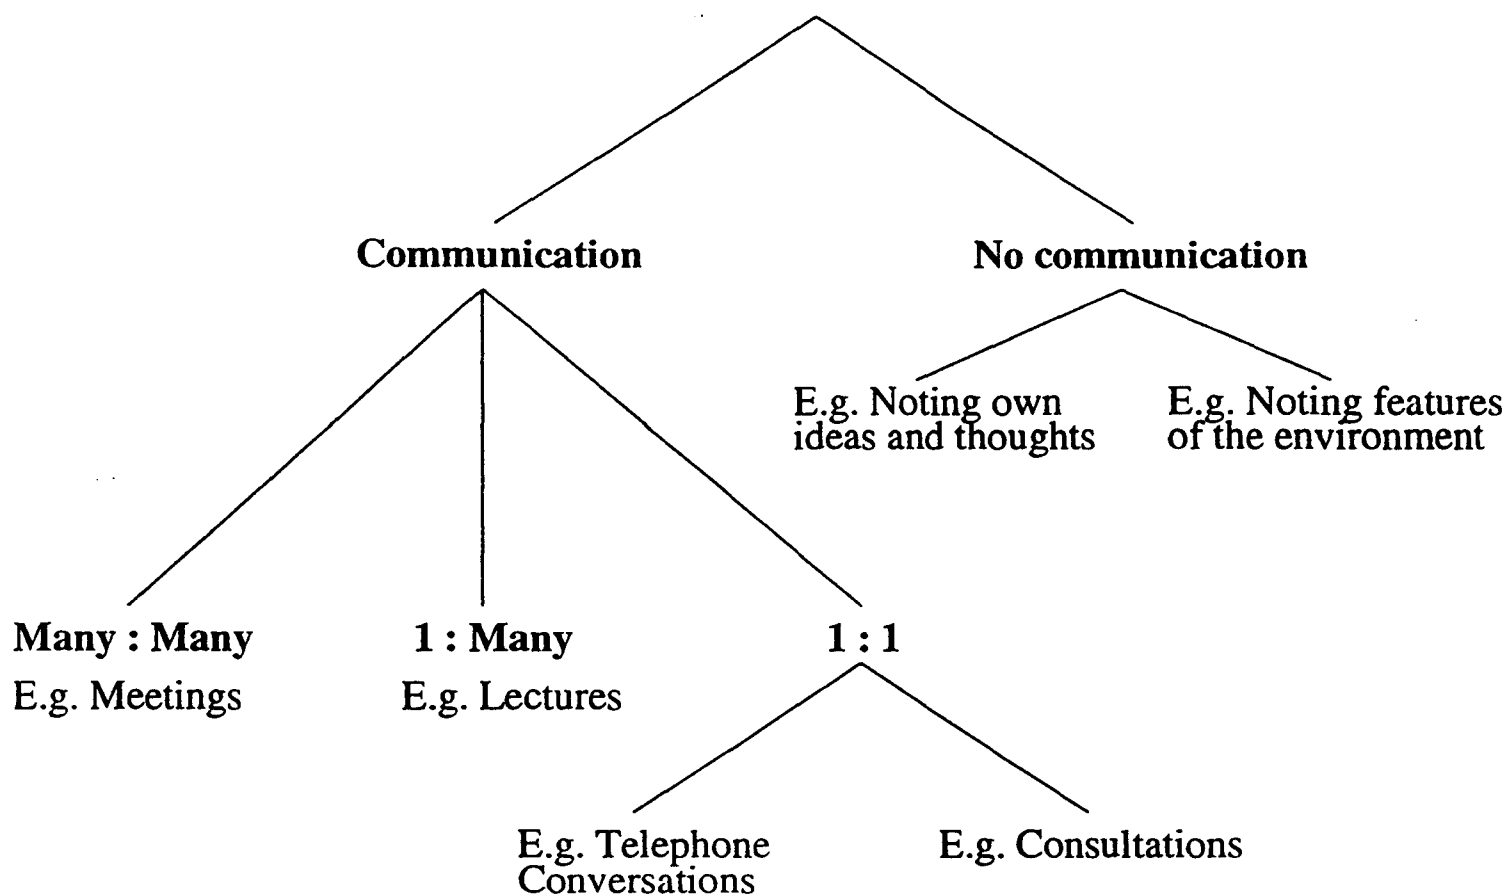 Communication
No communication
E.g. Noting own
ideas and thoughts
E.g. Noting features
of the environment
Many : Many
E.g. Meetings
1 : Many
E.g. Lectures
1 : 1
E.g. Telephone
Conversations
E.g. Consultations